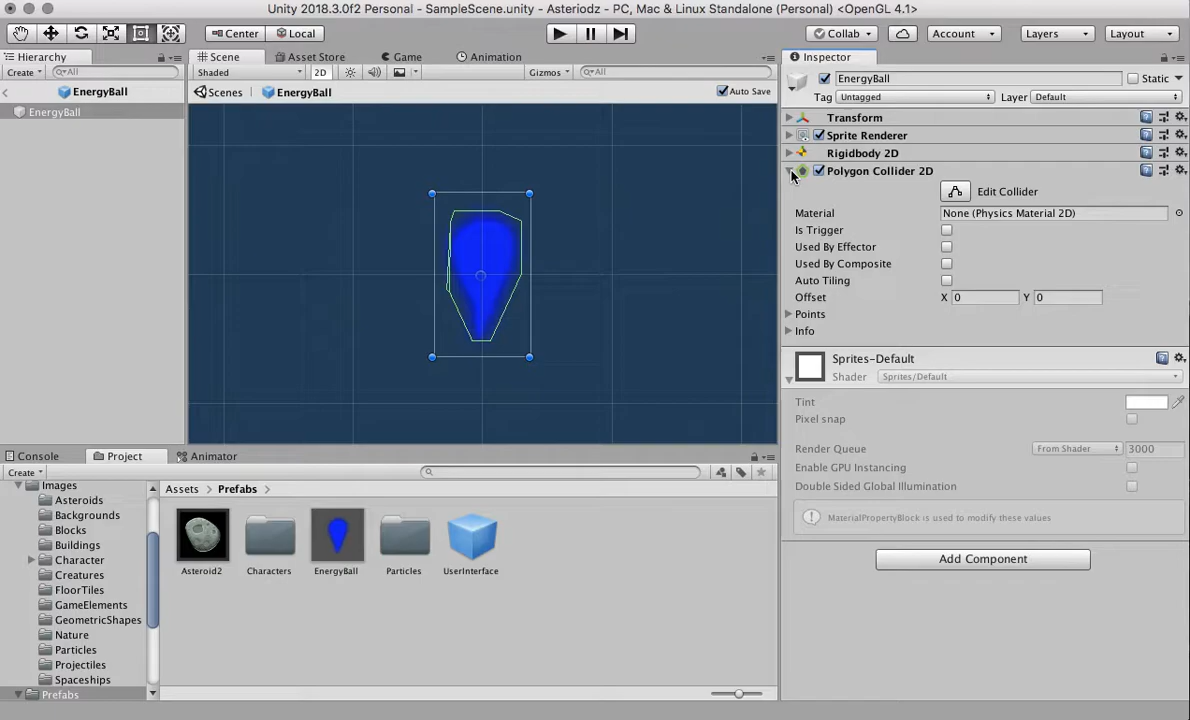 Unity 2018.3.0f2 Personal - SampleScene.unity - Asteriodz - PC, Mac & Linux Standalone (Personal) <OpenGL 4.1>
Center Local Collab Account Layers Layout
Hierarchy
Create All
EnergyBall
EnergyBall
Scene Asset Store Game Animation
Shaded 2D Gizmos All
Scenes EnergyBall Auto Save
Inspector
EnergyBall Static
Tag Untagged Layer Default
Transform
Sprite Renderer
Rigidbody 2D
Polygon Collider 2D
Edit Collider
Material None (Physics Material 2D)
Is Trigger
Used By Effector
Used By Composite
Auto Tiling
Offset X 0 Y 0
Points
Info
Sprites-Default
Shader Sprites/Default
Tint
Pixel snap
Render Queue From Shader 3000
Enable GPU Instancing
Double Sided Global Illumination
MaterialPropertyBlock is used to modify these values
Add Component
Console Project Animator
Create
Images
Asteroids
Backgrounds
Blocks
Buildings
Character
Creatures
FloorTiles
GameElements
GeometricShapes
Nature
Particles
Projectiles
Spaceships
Prefabs
Assets Prefabs
Asteroid2 Characters EnergyBall Particles UserInterface